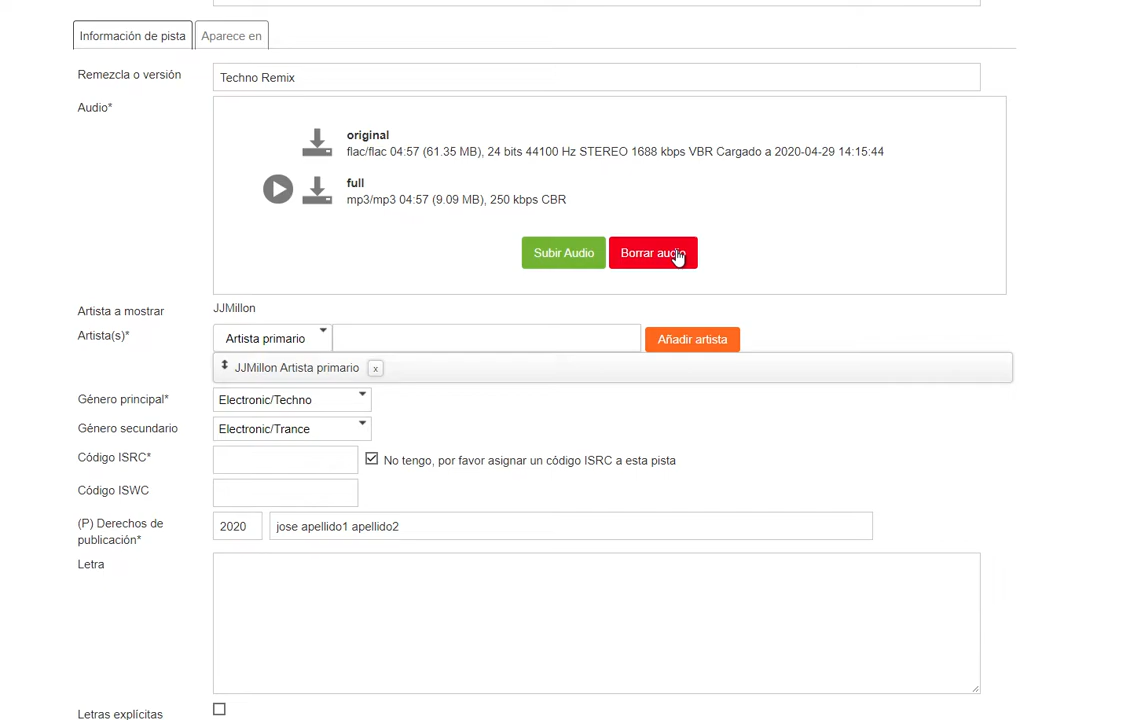 Información de pista
Aparece en
Remezcla o versión
Techno Remix
Audio*
original
flac/flac 04:57 (61.35 MB), 24 bits 44100 Hz STEREO 1688 kbps VBR Cargado a 2020-04-29 14:15:44
full
mp3/mp3 04:57 (9.09 MB), 250 kbps CBR
Subir Audio
Borrar audio
Artista a mostrar
JJMillon
Artista(s)*
Artista primario
Añadir artista
JJMillon Artista primario
x
Género principal*
Electronic/Techno
Género secundario
Electronic/Trance
Código ISRC*
No tengo, por favor asignar un código ISRC a esta pista
Código ISWC
(P) Derechos de
publicación*
2020
jose apellido1 apellido2
Letra
Letras explícitas